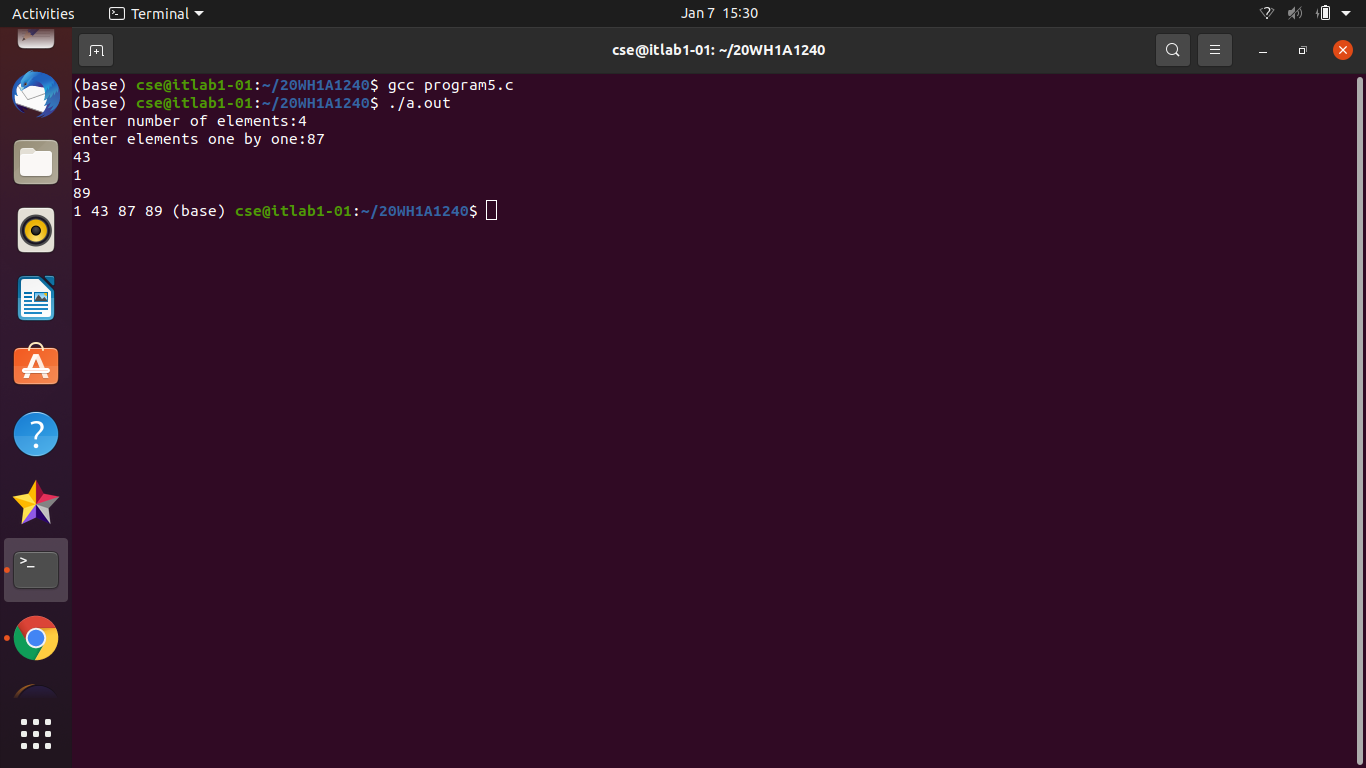 Activities Terminal Jan 7 15:30
cse@itlab1-01: ~/20WH1A1240
(base) cse@itlab1-01:~/20WH1A1240$ gcc program5.c
(base) cse@itlab1-01:~/20WH1A1240$ ./a.out
enter number of elements:4
enter elements one by one:87
43
1
89
1 43 87 89 (base) cse@itlab1-01:~/20WH1A1240$